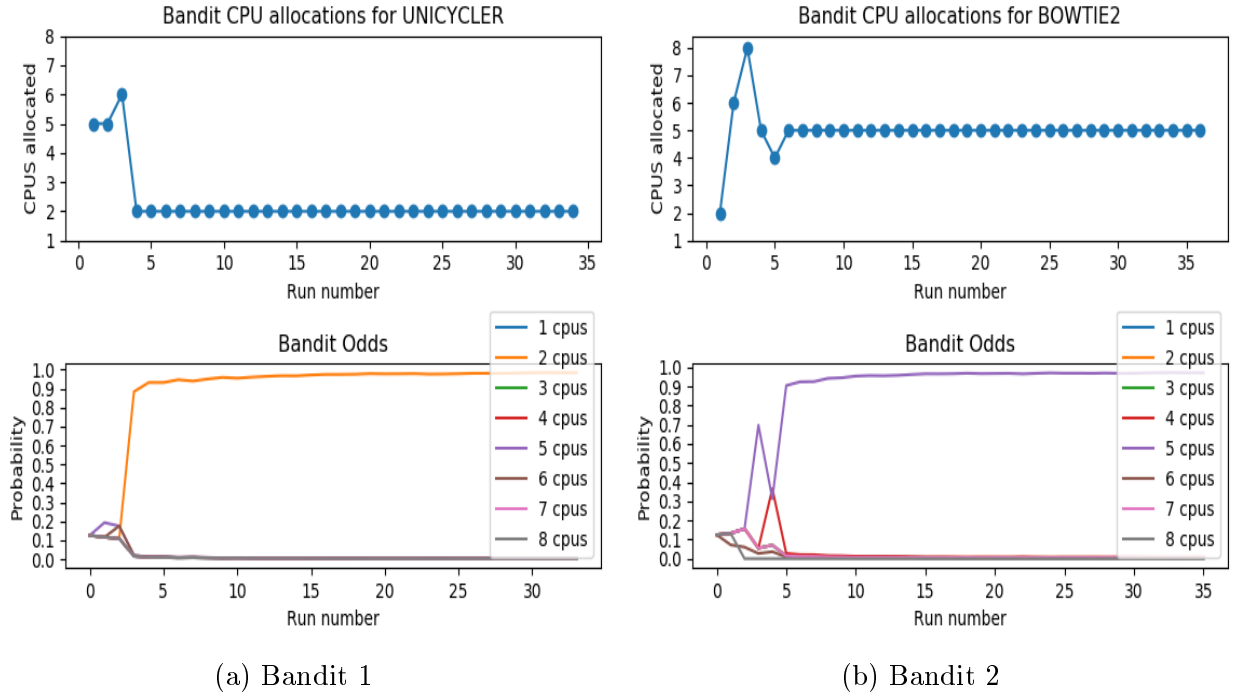 Bandit CPU allocations for UNICYCLER
8
7
6
5
4
3
2
1
CPUS allocated
0 5 10 15 20 25 30 35
Run number
Bandit Odds
1.0
0.9
0.8
0.7
0.6
0.5
0.4
0.3
0.2
0.1
0.0
Probability
0 5 10 15 20 25 30
Run number
1 cpus
2 cpus
3 cpus
4 cpus
5 cpus
6 cpus
7 cpus
8 cpus
(a) Bandit 1
Bandit CPU allocations for BOWTIE2
8
7
6
5
4
3
2
1
CPUS allocated
0 5 10 15 20 25 30 35
Run number
Bandit Odds
1.0
0.9
0.8
0.7
0.6
0.5
0.4
0.3
0.2
0.1
0.0
Probability
0 5 10 15 20 25 30 35
Run number
1 cpus
2 cpus
3 cpus
4 cpus
5 cpus
6 cpus
7 cpus
8 cpus
(b) Bandit 2